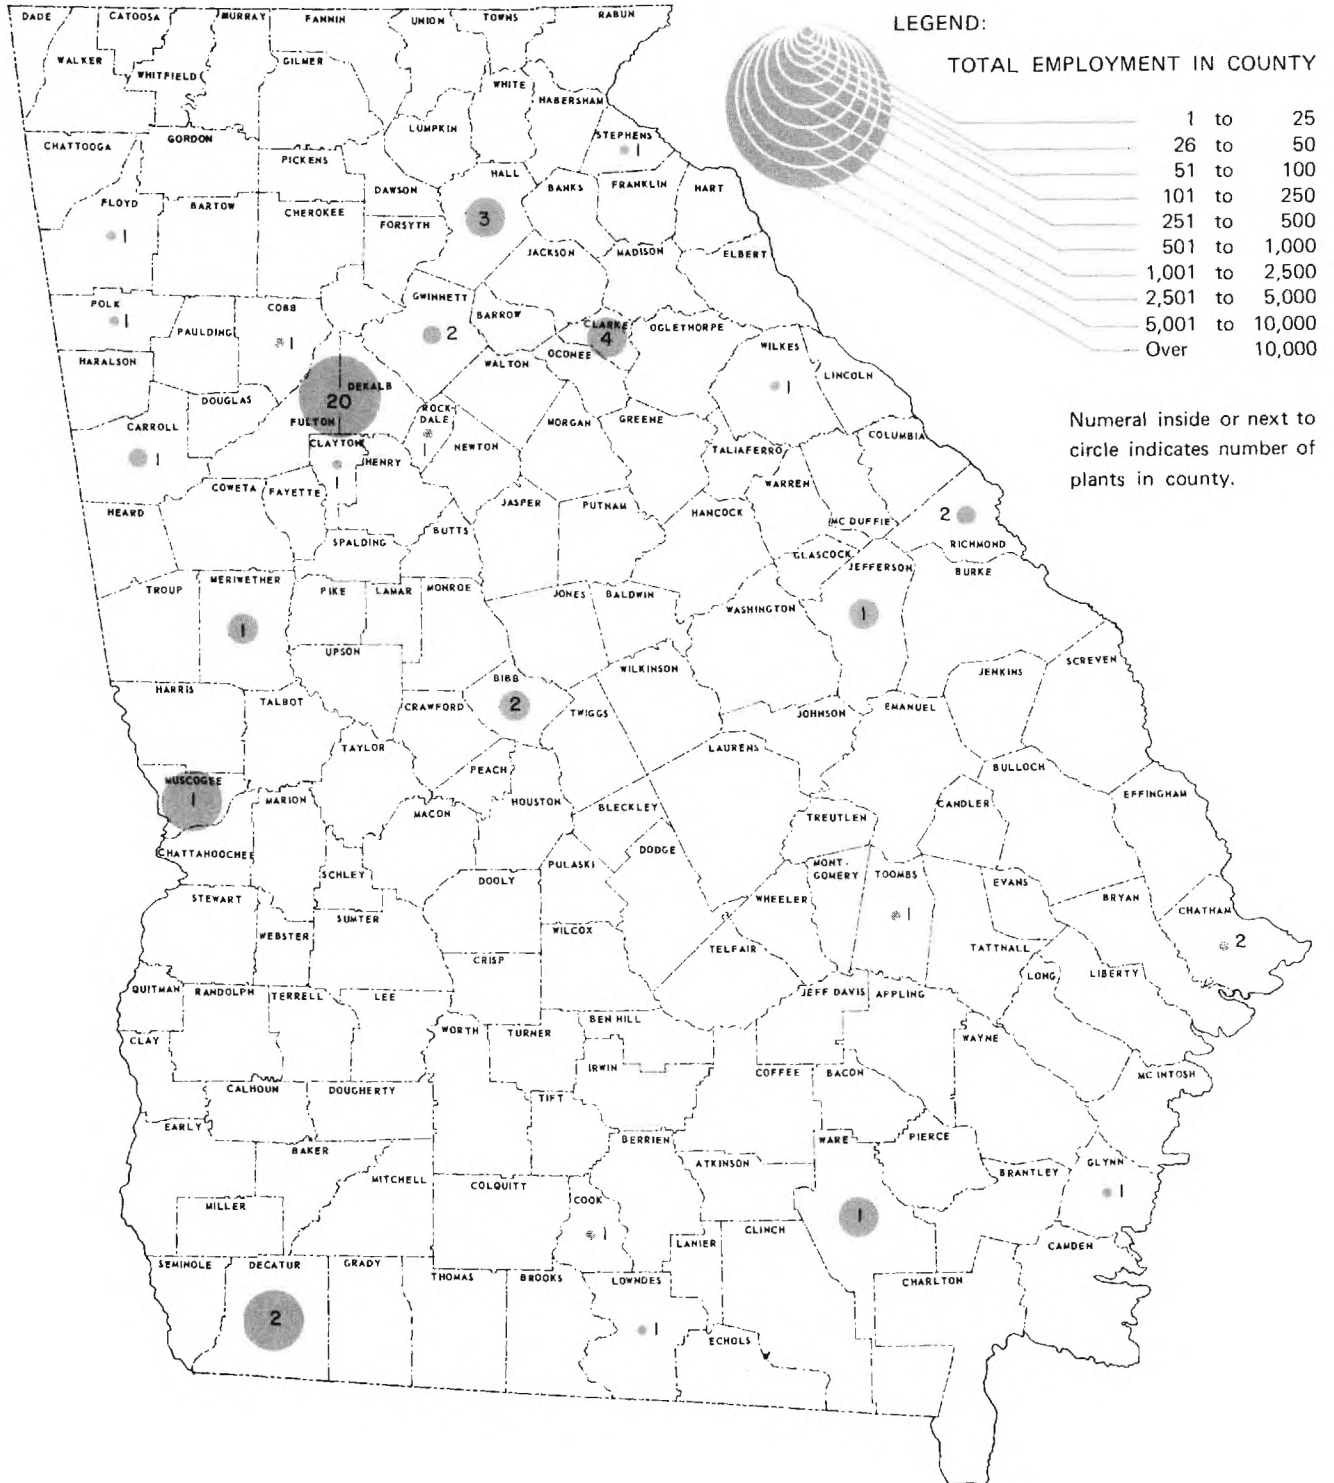 LEGEND:
TOTAL EMPLOYMENT IN COUNTY
1 to 25
26 to 50
51 to 100
101 to 250
251 to 500
501 to 1,000
1,001 to 2,500
2,501 to 5,000
5,001 to 10,000
Over 10,000
Numeral inside or next to
circle indicates number of
plants in county.
DADE
CATOOSA
MURRAY
FANNIN
UNION
TOWNS
RABUN
WALKER
WHITFIELD
GILMER
WHITE
HABERSHAM
LUMPKIN
STEPHENS
1
CHATTOOGA
GORDON
PICKENS
DAWSON
HALL
3
BANKS
FRANKLIN
HART
FLOYD
1
BARTOW
CHEROKEE
FORSYTH
JACKSON
MADISON
ELBERT
POLK
1
PAULDING
COBB
1
GWINNETT
2
BARROW
CLARKE
4
OCONEE
OGLETHORPE
WILKES
1
LINCOLN
HARALSON
DOUGLAS
DEKALB
20
FULTON
WALTON
CARROLL
1
CLAYTON
1
HENRY
ROCK-
DALE
1
NEWTON
MORGAN
GREENE
TALIAFERRO
COLUMBIA
HEARD
COWETA
FAYETTE
SPALDING
BUTTS
JASPER
PUTNAM
HANCOCK
WARREN
MC DUFFIE
2
RICHMOND
GLASCOCK
JEFFERSON
1
BURKE
TROUP
MERIWETHER
1
PIKE
LAMAR
MONROE
JONES
BALDWIN
WASHINGTON
UPSON
BIBB
2
WILKINSON
JENKINS
SCREVEN
HARRIS
TALBOT
CRAWFORD
TWIGGS
JOHNSON
EMANUEL
TAYLOR
PEACH
LAURENS
BULLOCH
MUSCOGEE
1
MARION
MACON
HOUSTON
BLECKLEY
TREUTLEN
CANDLER
EFFINGHAM
CHATTAHOOCHEE
SCHLEY
DOOLY
PULASKI
DODGE
MONT-
GOMERY
TOOMBS
1
EVANS
BRYAN
CHATHAM
2
STEWART
WEBSTER
SUMTER
WILCOX
WHEELER
TELFAIR
TATTNALL
CRISP
LONG
LIBERTY
QUITMAN
RANDOLPH
TERRELL
LEE
BEN HILL
JEFF DAVIS
APPLING
CLAY
WORTH
TURNER
IRWIN
COFFEE
BACON
WAYNE
MC INTOSH
CALHOUN
DOUGHERTY
TIFT
EARLY
BAKER
BERRIEN
ATKINSON
WARE
1
PIERCE
BRANTLEY
GLYNN
1
MITCHELL
COLQUITT
COOK
1
MILLER
LANIER
CLINCH
CAMDEN
SEMINOLE
DECATUR
2
GRADY
THOMAS
BROOKS
LOWNDES
1
ECHOLS
CHARLTON